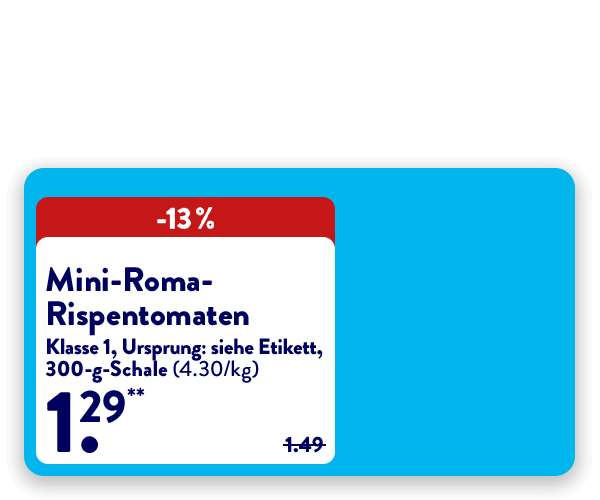 -13%
Mini-Roma-
Rispentomaten
Klasse 1, Ursprung: siehe Etikett,
300-g-Schale (4.30/kg)
1.29**
1.49